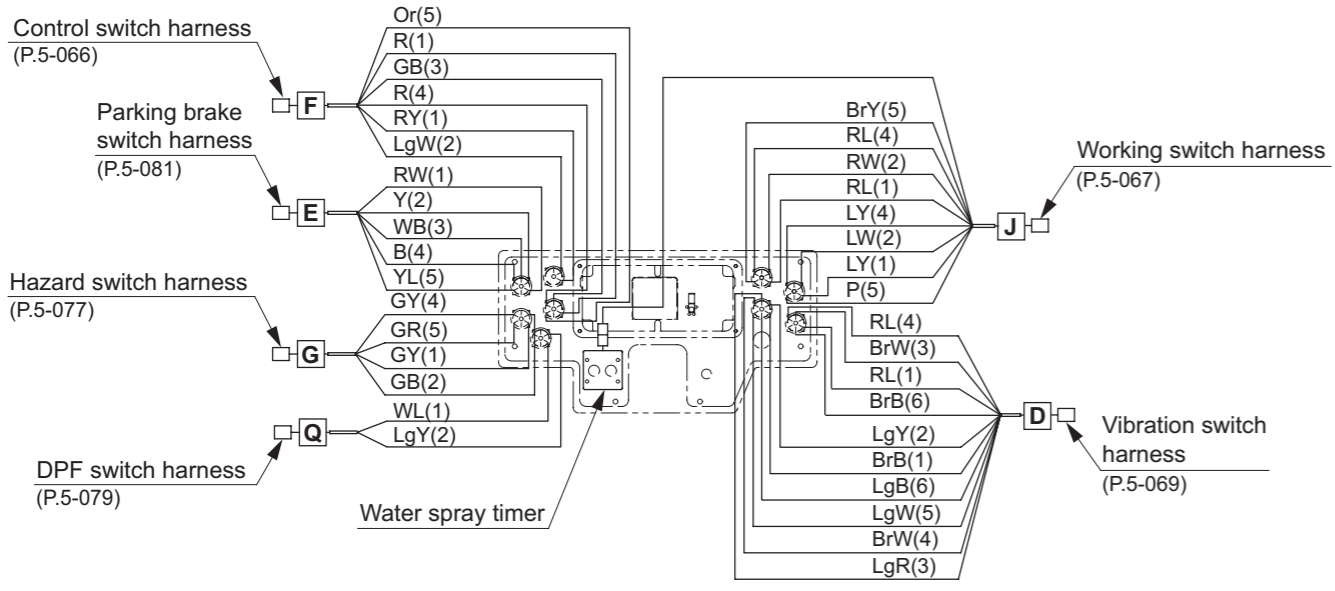 Control switch harness
(P.5-066)
F
Or(5)
R(1)
GB(3)
R(4)
RY(1)
LgW(2)
Parking brake
switch harness
(P.5-081)
E
RW(1)
Y(2)
WB(3)
B(4)
YL(5)
Hazard switch harness
(P.5-077)
G
GY(4)
GR(5)
GY(1)
GB(2)
DPF switch harness
(P.5-079)
Q
WL(1)
LgY(2)
Water spray timer
BrY(5)
RL(4)
RW(2)
RL(1)
LY(4)
LW(2)
LY(1)
P(5)
J
Working switch harness
(P.5-067)
RL(4)
BrW(3)
RL(1)
BrB(6)
LgY(2)
BrB(1)
LgB(6)
LgW(5)
BrW(4)
LgR(3)
D
Vibration switch
harness
(P.5-069)